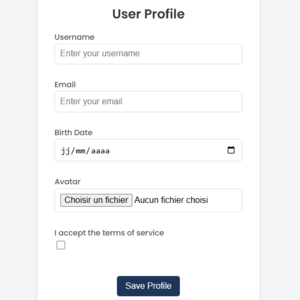 User Profile
Username
Enter your username
Email
Enter your email
Birth Date
jj/mm/aaaa
Avatar
Choisir un fichier Aucun fichier choisi
I accept the terms of service
Save Profile